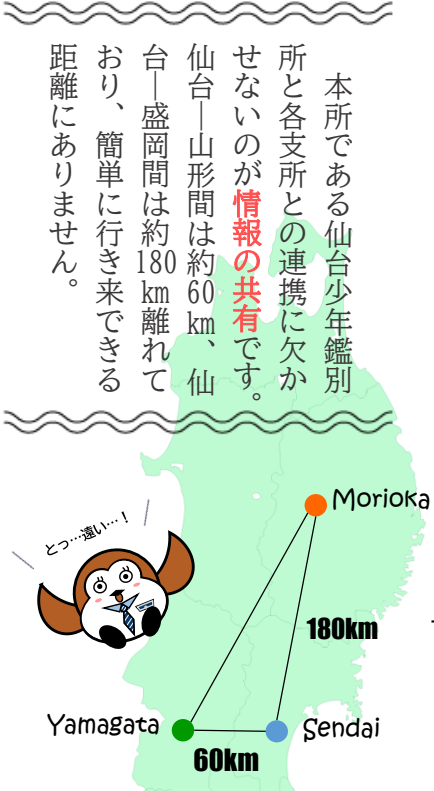 本所である仙台少年鑑別
所と各支所との連携に欠か
せないのが情報の共有です。
仙台―山形間は約60km、仙
台―盛岡間は約180km離れて
おり、簡単に行き来できる
距離にありません。
Morioka
とっ…遠い…！
180km
Yamagata
Sendai
60km